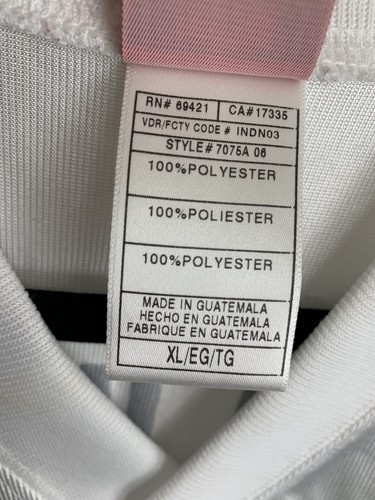 RN# 69421 CA#17335
VDR/FCTY CODE # INDN03
STYLE# 7075A 06
100%POLYESTER
100%POLIESTER
100%POLYESTER
MADE IN GUATEMALA
HECHO EN GUATEMALA
FABRIQUE EN GUATEMALA
XL/EG/TG